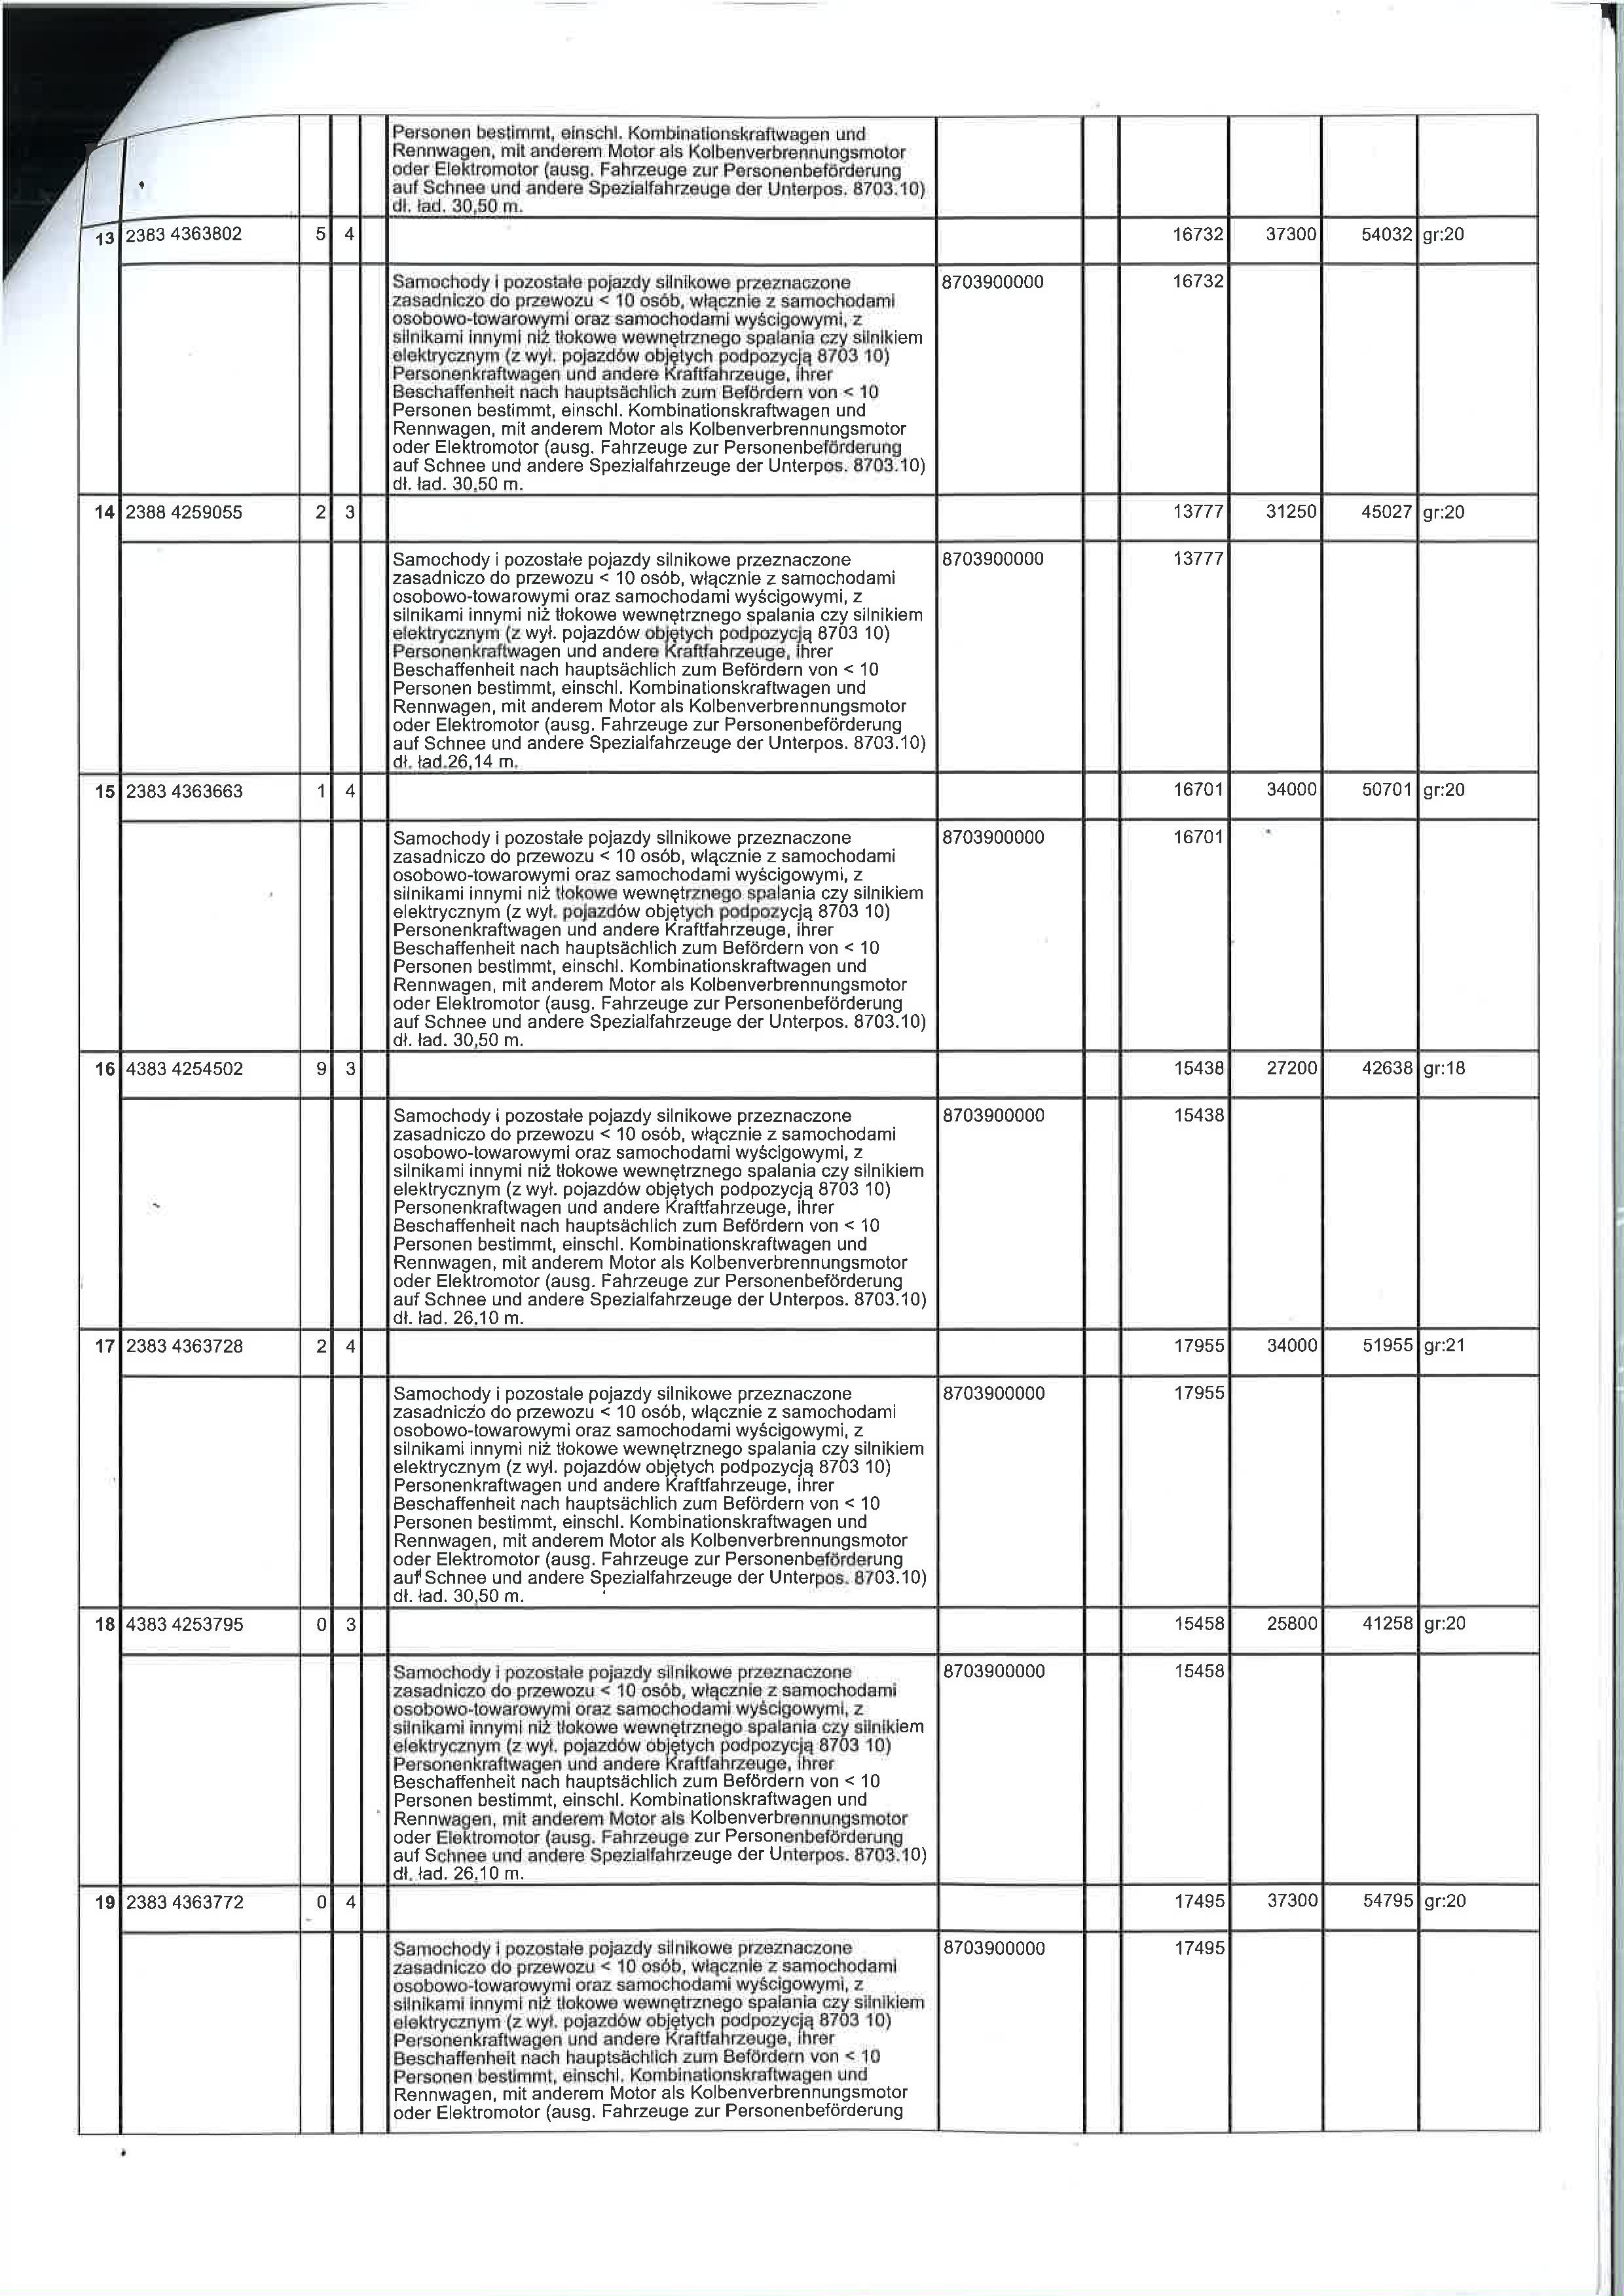 Personen bestimmt, einschl. Kombinationskraftwagen und
Rennwagen, mit anderem Motor als Kolbenverbrennungsmotor
oder Elektromotor (ausg. Fahrzeuge zur Personenbeförderung
auf Schnee und andere Spezialfahrzeuge der Unterpos. 8703.10)
dł. ład. 30,50 m.
13 2383 4363802 5 4 16732 37300 54032 gr:20
Samochody i pozostałe pojazdy silnikowe przeznaczone 8703900000 16732
zasadniczo do przewozu < 10 osób, włącznie z samochodami
osobowo-towarowymi oraz samochodami wyścigowymi, z
silnikami innymi niż tłokowe wewnętrznego spalania czy silnikiem
elektrycznym (z wył. pojazdów objętych podpozycją 8703 10)
Personenkraftwagen und andere Kraftfahrzeuge, ihrer
Beschaffenheit nach hauptsächlich zum Befördern von < 10
Personen bestimmt, einschl. Kombinationskraftwagen und
Rennwagen, mit anderem Motor als Kolbenverbrennungsmotor
oder Elektromotor (ausg. Fahrzeuge zur Personenbeförderung
auf Schnee und andere Spezialfahrzeuge der Unterpos. 8703.10)
dł. ład. 30,50 m.
14 2388 4259055 2 3 13777 31250 45027 gr:20
Samochody i pozostałe pojazdy silnikowe przeznaczone 8703900000 13777
zasadniczo do przewozu < 10 osób, włącznie z samochodami
osobowo-towarowymi oraz samochodami wyścigowymi, z
silnikami innymi niż tłokowe wewnętrznego spalania czy silnikiem
elektrycznym (z wył. pojazdów objętych podpozycją 8703 10)
Personenkraftwagen und andere Kraftfahrzeuge, ihrer
Beschaffenheit nach hauptsächlich zum Befördern von < 10
Personen bestimmt, einschl. Kombinationskraftwagen und
Rennwagen, mit anderem Motor als Kolbenverbrennungsmotor
oder Elektromotor (ausg. Fahrzeuge zur Personenbeförderung
auf Schnee und andere Spezialfahrzeuge der Unterpos. 8703.10)
dł. ład.26,14 m.
15 2383 4363663 1 4 16701 34000 50701 gr:20
Samochody i pozostałe pojazdy silnikowe przeznaczone 8703900000 16701
zasadniczo do przewozu < 10 osób, włącznie z samochodami
osobowo-towarowymi oraz samochodami wyścigowymi, z
silnikami innymi niż tłokowe wewnętrznego spalania czy silnikiem
elektrycznym (z wył. pojazdów objętych podpozycją 8703 10)
Personenkraftwagen und andere Kraftfahrzeuge, ihrer
Beschaffenheit nach hauptsächlich zum Befördern von < 10
Personen bestimmt, einschl. Kombinationskraftwagen und
Rennwagen, mit anderem Motor als Kolbenverbrennungsmotor
oder Elektromotor (ausg. Fahrzeuge zur Personenbeförderung
auf Schnee und andere Spezialfahrzeuge der Unterpos. 8703.10)
dł. ład. 30,50 m.
16 4383 4254502 9 3 15438 27200 42638 gr:18
Samochody i pozostałe pojazdy silnikowe przeznaczone 8703900000 15438
zasadniczo do przewozu < 10 osób, włącznie z samochodami
osobowo-towarowymi oraz samochodami wyścigowymi, z
silnikami innymi niż tłokowe wewnętrznego spalania czy silnikiem
elektrycznym (z wył. pojazdów objętych podpozycją 8703 10)
Personenkraftwagen und andere Kraftfahrzeuge, ihrer
Beschaffenheit nach hauptsächlich zum Befördern von < 10
Personen bestimmt, einschl. Kombinationskraftwagen und
Rennwagen, mit anderem Motor als Kolbenverbrennungsmotor
oder Elektromotor (ausg. Fahrzeuge zur Personenbeförderung
auf Schnee und andere Spezialfahrzeuge der Unterpos. 8703.10)
dł. ład. 26,10 m.
17 2383 4363728 2 4 17955 34000 51955 gr:21
Samochody i pozostałe pojazdy silnikowe przeznaczone 8703900000 17955
zasadniczo do przewozu < 10 osób, włącznie z samochodami
osobowo-towarowymi oraz samochodami wyścigowymi, z
silnikami innymi niż tłokowe wewnętrznego spalania czy silnikiem
elektrycznym (z wył. pojazdów objętych podpozycją 8703 10)
Personenkraftwagen und andere Kraftfahrzeuge, ihrer
Beschaffenheit nach hauptsächlich zum Befördern von < 10
Personen bestimmt, einschl. Kombinationskraftwagen und
Rennwagen, mit anderem Motor als Kolbenverbrennungsmotor
oder Elektromotor (ausg. Fahrzeuge zur Personenbeförderung
auf Schnee und andere Spezialfahrzeuge der Unterpos. 8703.10)
dł. ład. 30,50 m.
18 4383 4253795 0 3 15458 25800 41258 gr:20
Samochody i pozostałe pojazdy silnikowe przeznaczone 8703900000 15458
zasadniczo do przewozu < 10 osób, włącznie z samochodami
osobowo-towarowymi oraz samochodami wyścigowymi, z
silnikami innymi niż tłokowe wewnętrznego spalania czy silnikiem
elektrycznym (z wył. pojazdów objętych podpozycją 8703 10)
Personenkraftwagen und andere Kraftfahrzeuge, ihrer
Beschaffenheit nach hauptsächlich zum Befördern von < 10
Personen bestimmt, einschl. Kombinationskraftwagen und
Rennwagen, mit anderem Motor als Kolbenverbrennungsmotor
oder Elektromotor (ausg. Fahrzeuge zur Personenbeförderung
auf Schnee und andere Spezialfahrzeuge der Unterpos. 8703.10)
dł. ład. 26,10 m.
19 2383 4363772 0 4 17495 37300 54795 gr:20
Samochody i pozostałe pojazdy silnikowe przeznaczone 8703900000 17495
zasadniczo do przewozu < 10 osób, włącznie z samochodami
osobowo-towarowymi oraz samochodami wyścigowymi, z
silnikami innymi niż tłokowe wewnętrznego spalania czy silnikiem
elektrycznym (z wył. pojazdów objętych podpozycją 8703 10)
Personenkraftwagen und andere Kraftfahrzeuge, ihrer
Beschaffenheit nach hauptsächlich zum Befördern von < 10
Personen bestimmt, einschl. Kombinationskraftwagen und
Rennwagen, mit anderem Motor als Kolbenverbrennungsmotor
oder Elektromotor (ausg. Fahrzeuge zur Personenbeförderung